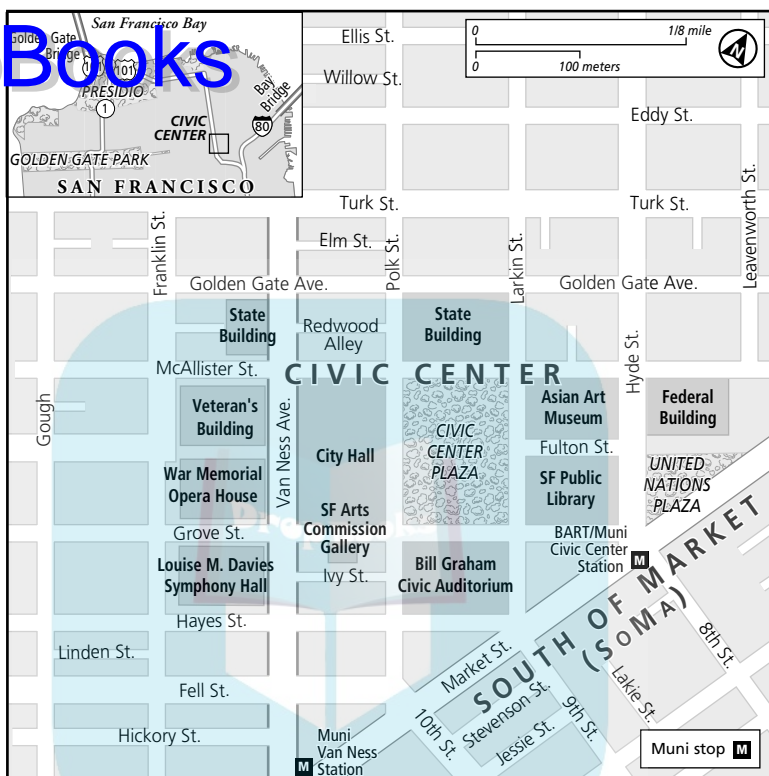 San Francisco Bay
Golden Gate
Bridge
Books
101
101
PRESIDIO
1
Bay
Bridge
CIVIC
CENTER
80
GOLDEN GATE PARK
SAN FRANCISCO
0 1/8 mile
0 100 meters
N
Ellis St.
Willow St.
Eddy St.
Turk St.
Turk St.
Leavenworth St.
Franklin St.
Elm St.
Polk St.
Larkin St.
Golden Gate Ave.
Golden Gate Ave.
State
Building
Redwood
Alley
State
Building
Hyde St.
McAllister St.
CIVIC CENTER
Gough
Veteran's
Building
Van Ness Ave.
City Hall
CIVIC
CENTER
PLAZA
Asian Art
Museum
Federal
Building
Fulton St.
War Memorial
Opera House
SF Public
Library
UNITED
NATIONS
PLAZA
SF Arts
Commission
Gallery
Grove St.
BART/Muni
Civic Center
Station
M
Louise M. Davies
Symphony Hall
Ivy St.
Bill Graham
Civic Auditorium
Hayes St.
SOUTH OF MARKET
(SoMa)
Linden St.
Market St.
8th St.
Lakie St.
Fell St.
Stevenson St.
9th St.
10th St.
Jessie St.
Hickory St.
Muni
Van Ness
Station
M
Muni stop M